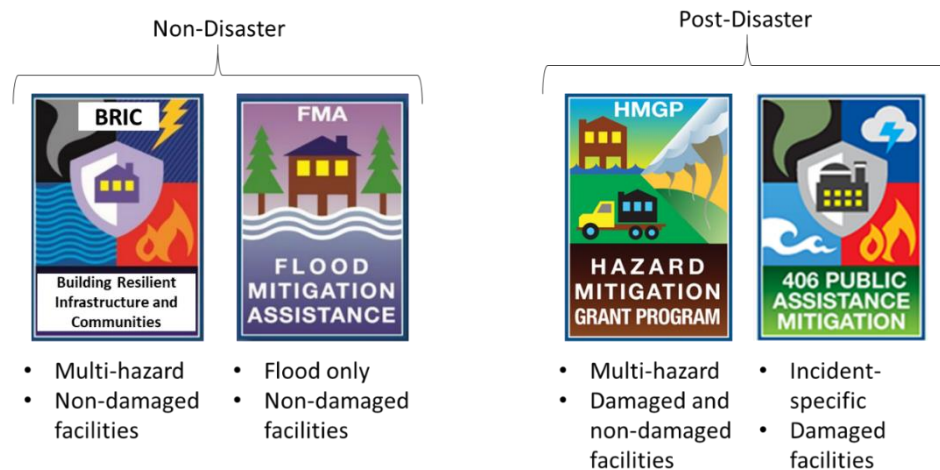 Non-Disaster
Post-Disaster
BRIC
Building Resilient
Infrastructure and
Communities
• Multi-hazard
• Non-damaged
facilities
FMA
FLOOD
MITIGATION
ASSISTANCE
• Flood only
• Non-damaged
facilities
HMGP
HAZARD
MITIGATION
GRANT PROGRAM
• Multi-hazard
• Damaged and
non-damaged
facilities
406 PUBLIC
ASSISTANCE
MITIGATION
• Incident-
specific
• Damaged
facilities